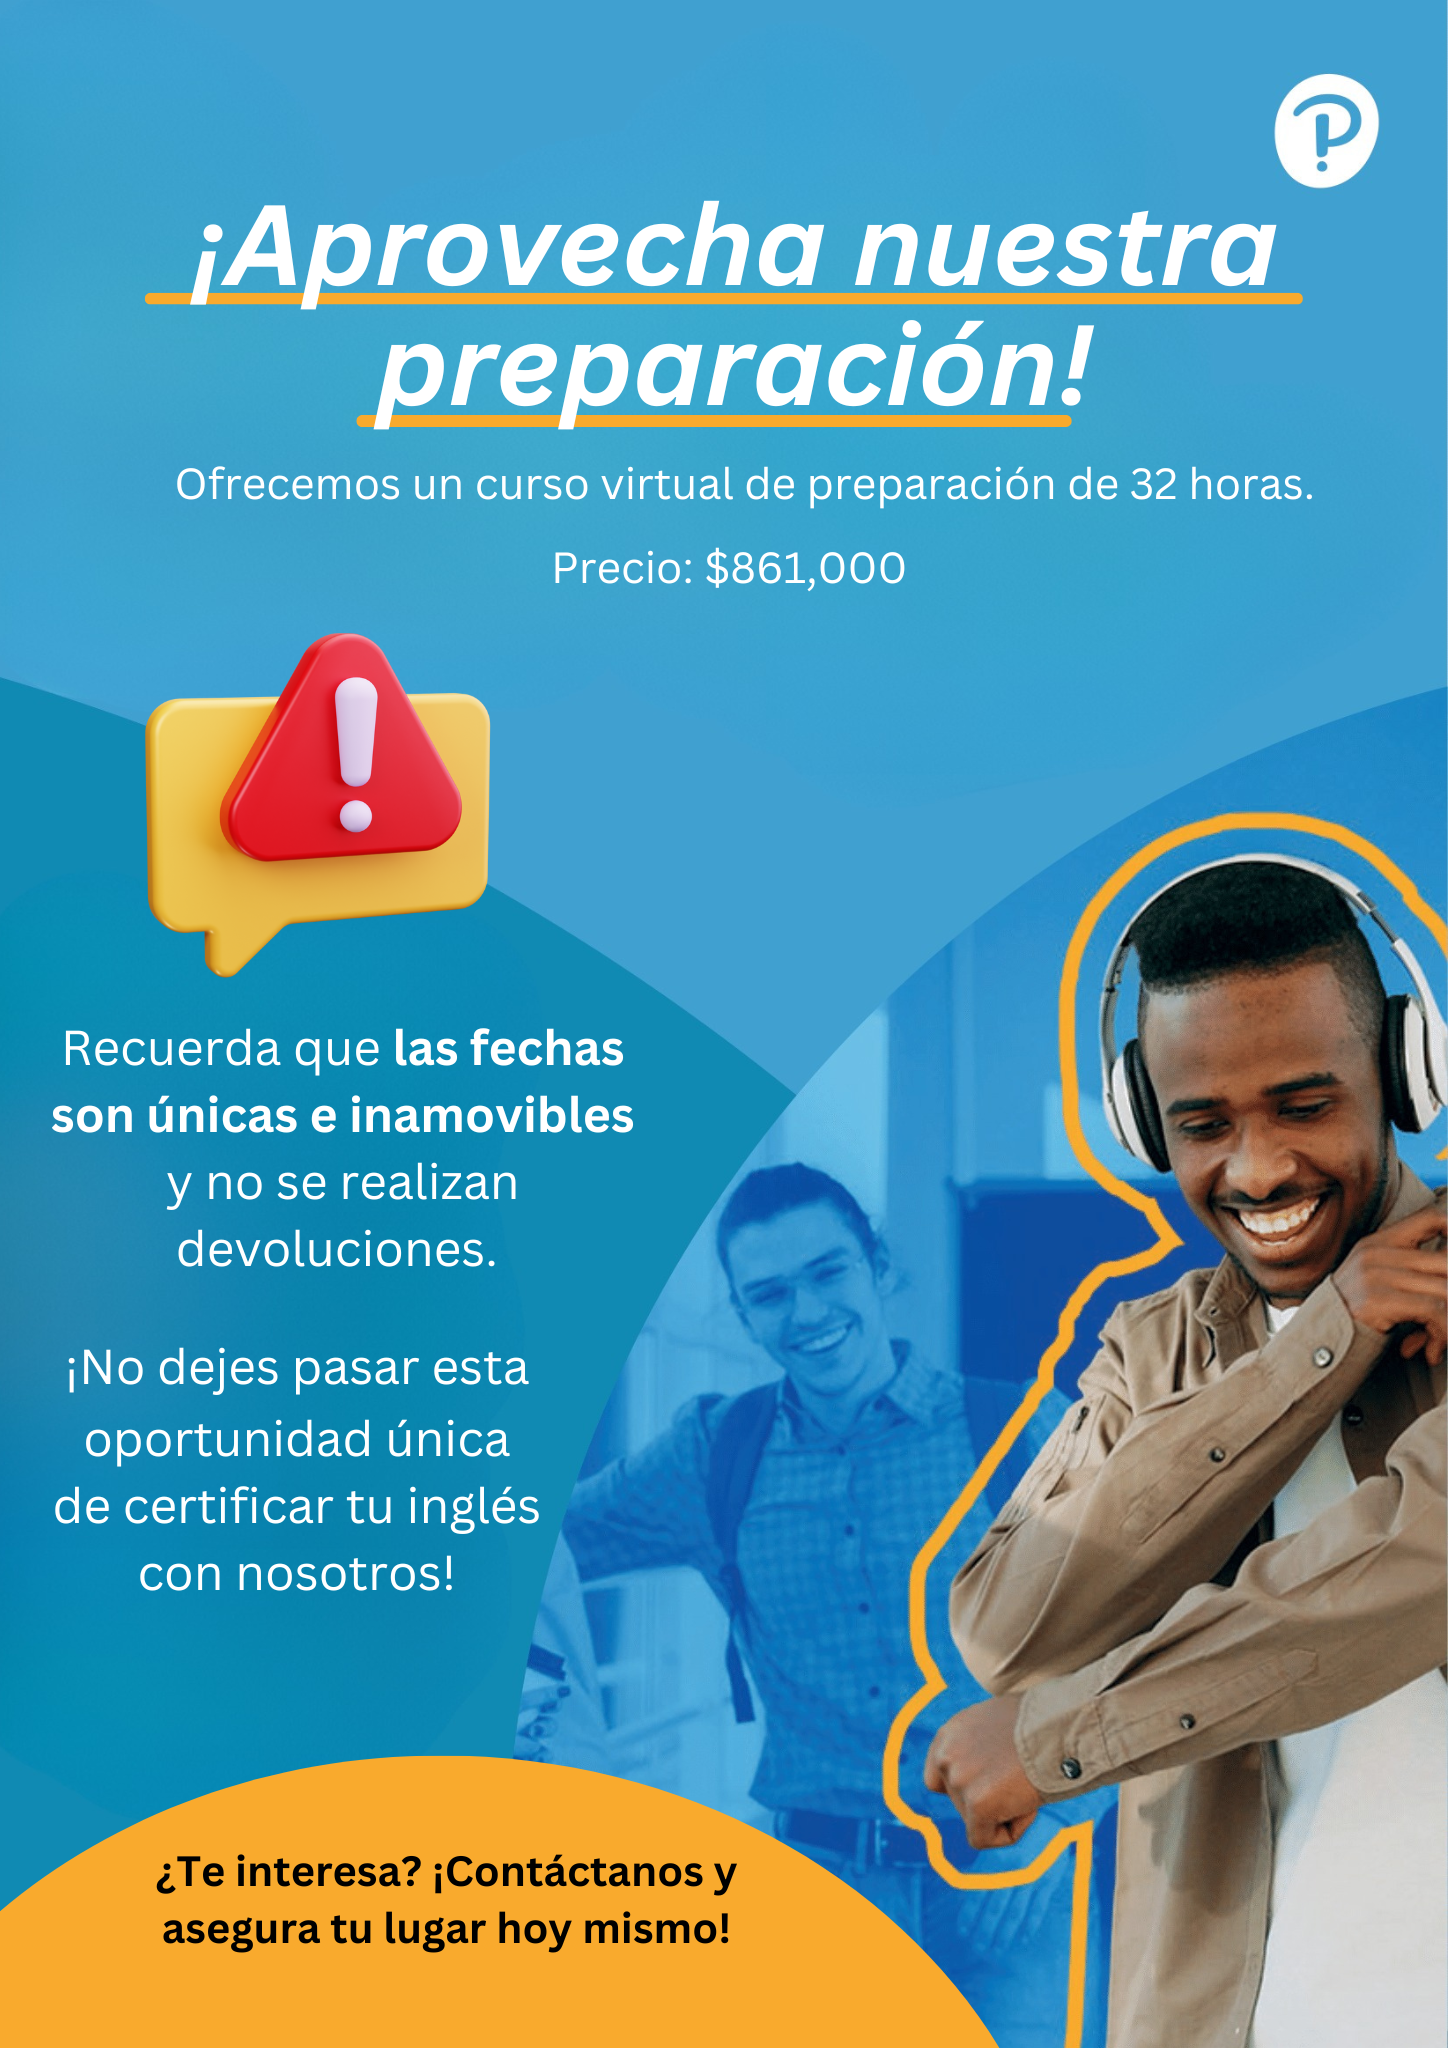 ¡Aprovecha nuestra
preparación!
Ofrecemos un curso virtual de preparación de 32 horas.
Precio: $861,000
Recuerda que las fechas
son únicas e inamovibles
y no se realizan
devoluciones.
¡No dejes pasar esta
oportunidad única
de certificar tu inglés
con nosotros!
¿Te interesa? ¡Contáctanos y
asegura tu lugar hoy mismo!